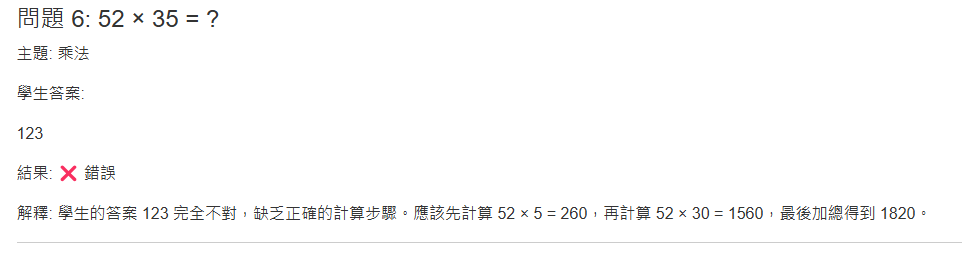 問題 6: 52 × 35 = ?
主題: 乘法
學生答案:
123
結果: ❌ 錯誤
解釋: 學生的答案 123 完全不對，缺乏正確的計算步驟。應該先計算 52 × 5 = 260，再計算 52 × 30 = 1560，最後加總得到 1820。